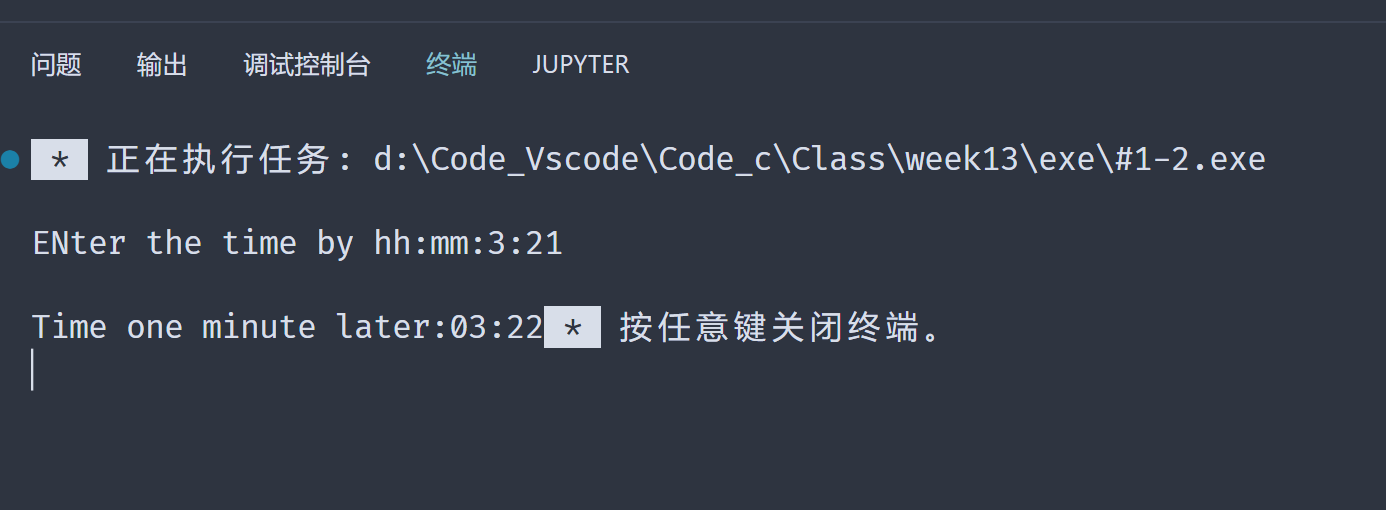 问题 输出 调试控制台 终端 JUPYTER
* 正在执行任务: d:\Code_Vscode\Code_c\Class\week13\exe\#1-2.exe
ENter the time by hh:mm:3:21
Time one minute later:03:22 * 按任意键关闭终端。